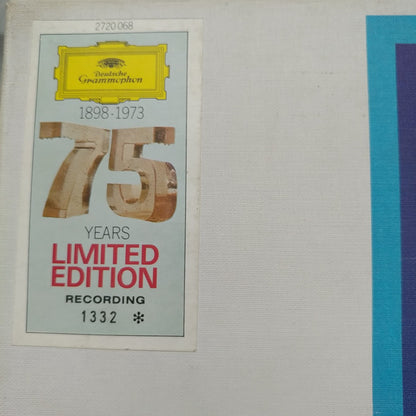 2720 068
Deutsche
Grammophon
1898-1973
75
YEARS
LIMITED
EDITION
RECORDING
1332 *